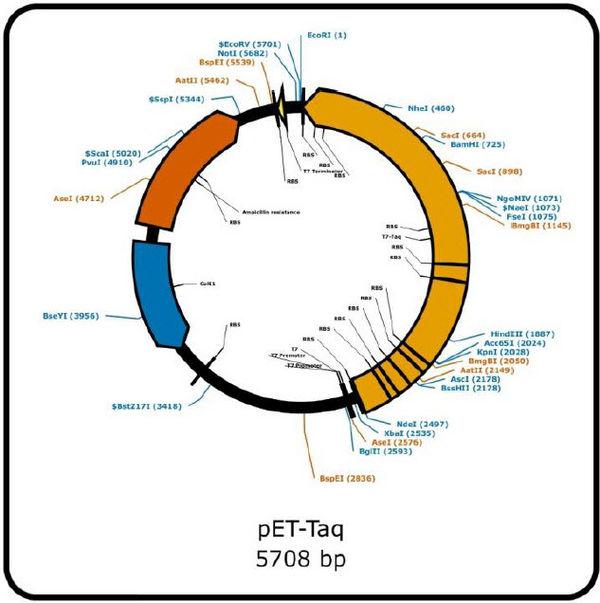 EcoRI (1)
$EcoRV (5701)
NotI (5682)
BspEI (5539)
AatII (5462)
$SspI (5344)
$ScaI (5020)
PvuI (4910)
AseI (4712)
BseYI (3956)
$BstZ17I (3418)
NheI (460)
SacI (664)
BamHI (725)
SacI (898)
NgoMIV (1071)
$NaeI (1073)
FseI (1075)
BmgBI (1145)
HindIII (1887)
Acc65I (2024)
KpnI (2028)
BmgBI (2050)
AatII (2149)
AscI (2178)
BssHII (2178)
NdeI (2497)
XbaI (2535)
AseI (2576)
BglII (2593)
BspEI (2836)
RBS
RBS
T7 Terminator
RBS
RBS
Ampicillin resistance
RBS
RBS
T7-Taq
RBS
RBS
ColE1
RBS
RBS
RBS
RBS
RBS
RBS
RBS
T7
T7 Promoter
T7 Promoter
pET-Taq
5708 bp